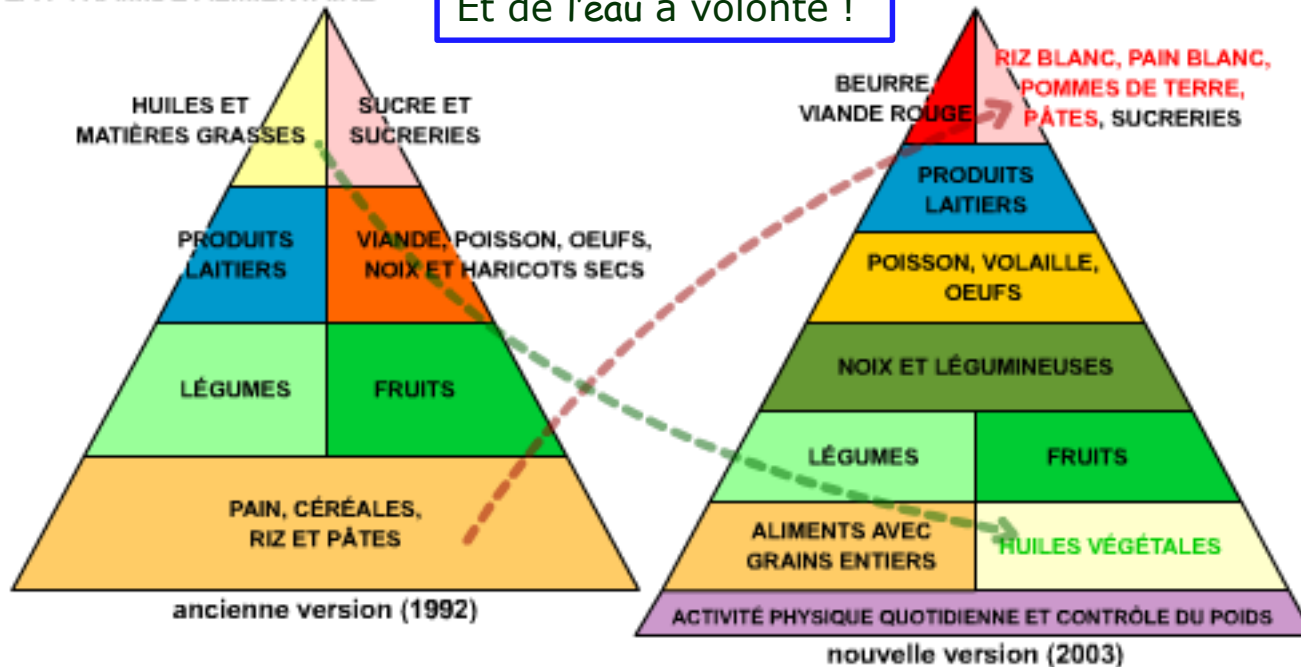 Et de l'eau à volonté !
HUILES ET
MATIÈRES GRASSES
SUCRE ET
SUCRERIES
PRODUITS
LAITIERS
VIANDE, POISSON, OEUFS,
NOIX ET HARICOTS SECS
LÉGUMES
FRUITS
PAIN, CÉRÉALES,
RIZ ET PÂTES
ancienne version (1992)
BEURRE,
VIANDE ROUGE
RIZ BLANC, PAIN BLANC,
POMMES DE TERRE,
PÂTES, SUCRERIES
PRODUITS
LAITIERS
POISSON, VOLAILLE,
OEUFS
NOIX ET LÉGUMINEUSES
LÉGUMES
FRUITS
ALIMENTS AVEC
GRAINS ENTIERS
HUILES VÉGÉTALES
ACTIVITÉ PHYSIQUE QUOTIDIENNE ET CONTRÔLE DU POIDS
nouvelle version (2003)